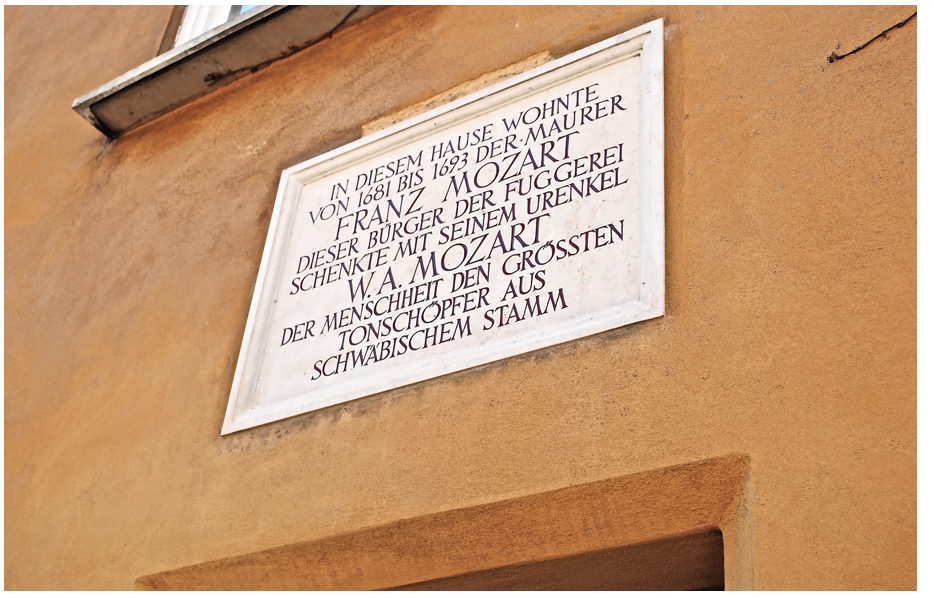 IN DIESEM HAUSE WOHNTE
VON 1681 BIS 1693 DER MAURER
FRANZ MOZART
DIESER BÜRGER DER FUGGEREI
SCHENKTE MIT SEINEM URENKEL
W.A. MOZART
DER MENSCHHEIT DEN GRÖSSTEN
TONSCHÖPFER AUS
SCHWÄBISCHEM STAMM